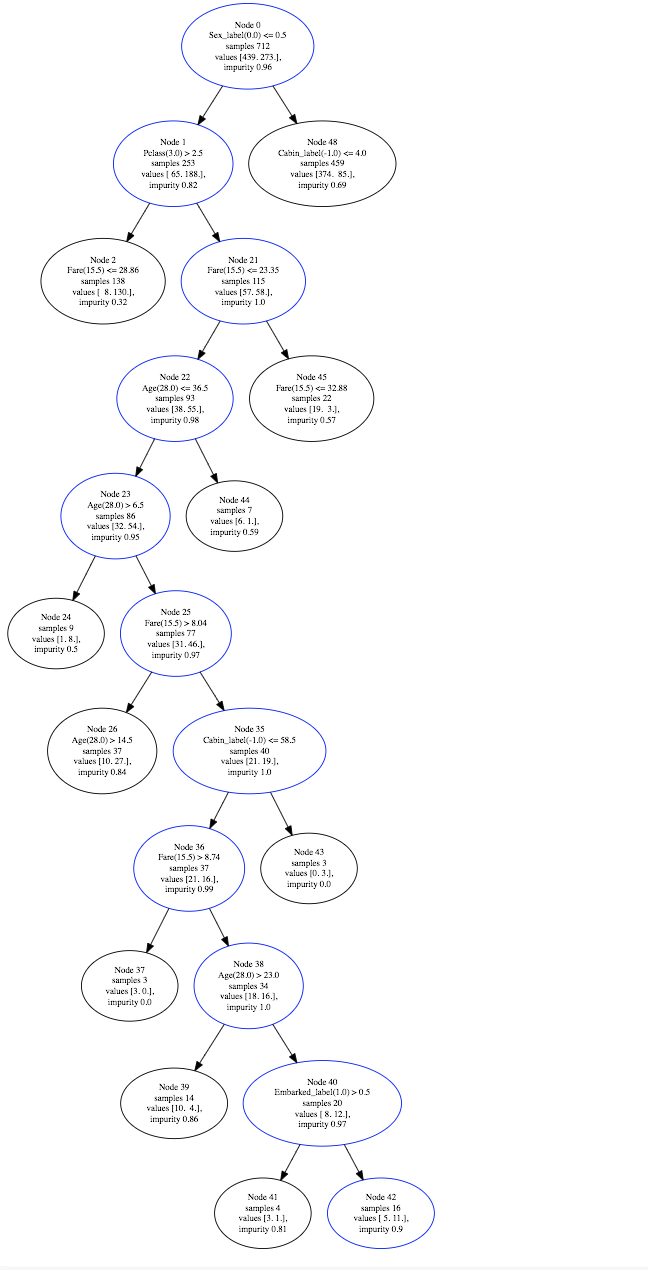 Node 0
Sex_label(0.0) <= 0.5
samples 712
values [439. 273.],
impurity 0.96
Node 1
Pclass(3.0) > 2.5
samples 253
values [ 65. 188.],
impurity 0.82
Node 48
Cabin_label(-1.0) <= 4.0
samples 459
values [374.  85.],
impurity 0.69
Node 2
Fare(15.5) <= 28.86
samples 138
values [  8. 130.],
impurity 0.32
Node 21
Fare(15.5) <= 23.35
samples 115
values [57. 58.],
impurity 1.0
Node 22
Age(28.0) <= 36.5
samples 93
values [38. 55.],
impurity 0.98
Node 45
Fare(15.5) <= 32.88
samples 22
values [19.  3.],
impurity 0.57
Node 23
Age(28.0) > 6.5
samples 86
values [32. 54.],
impurity 0.95
Node 44
samples 7
values [6. 1.],
impurity 0.59
Node 24
samples 9
values [1. 8.],
impurity 0.5
Node 25
Fare(15.5) > 8.04
samples 77
values [31. 46.],
impurity 0.97
Node 26
Age(28.0) > 14.5
samples 37
values [10. 27.],
impurity 0.84
Node 35
Cabin_label(-1.0) <= 58.5
samples 40
values [21. 19.],
impurity 1.0
Node 36
Fare(15.5) > 8.74
samples 37
values [21. 16.],
impurity 0.99
Node 43
samples 3
values [0. 3.],
impurity 0.0
Node 37
samples 3
values [3. 0.],
impurity 0.0
Node 38
Age(28.0) > 23.0
samples 34
values [18. 16.],
impurity 1.0
Node 39
samples 14
values [10.  4.],
impurity 0.86
Node 40
Embarked_label(1.0) > 0.5
samples 20
values [ 8. 12.],
impurity 0.97
Node 41
samples 4
values [3. 1.],
impurity 0.81
Node 42
samples 16
values [ 5. 11.],
impurity 0.9